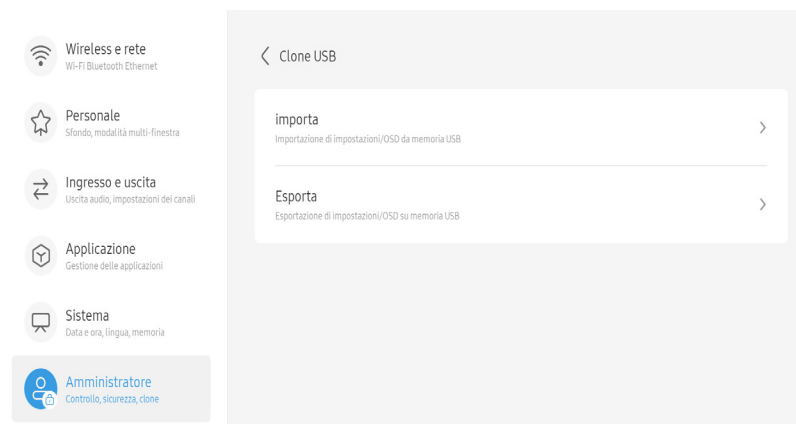 Wireless e rete
Wi-Fi Bluetooth Ethernet
Personale
Sfondo, modalità multi-finestra
Ingresso e uscita
Uscita audio, impostazioni dei canali
Applicazione
Gestione delle applicazioni
Sistema
Data e ora, lingua, memoria
Amministratore
Controllo, sicurezza, clone
Clone USB
importa
Importazione di impostazioni/OSD da memoria USB
Esporta
Esportazione di impostazioni/OSD su memoria USB